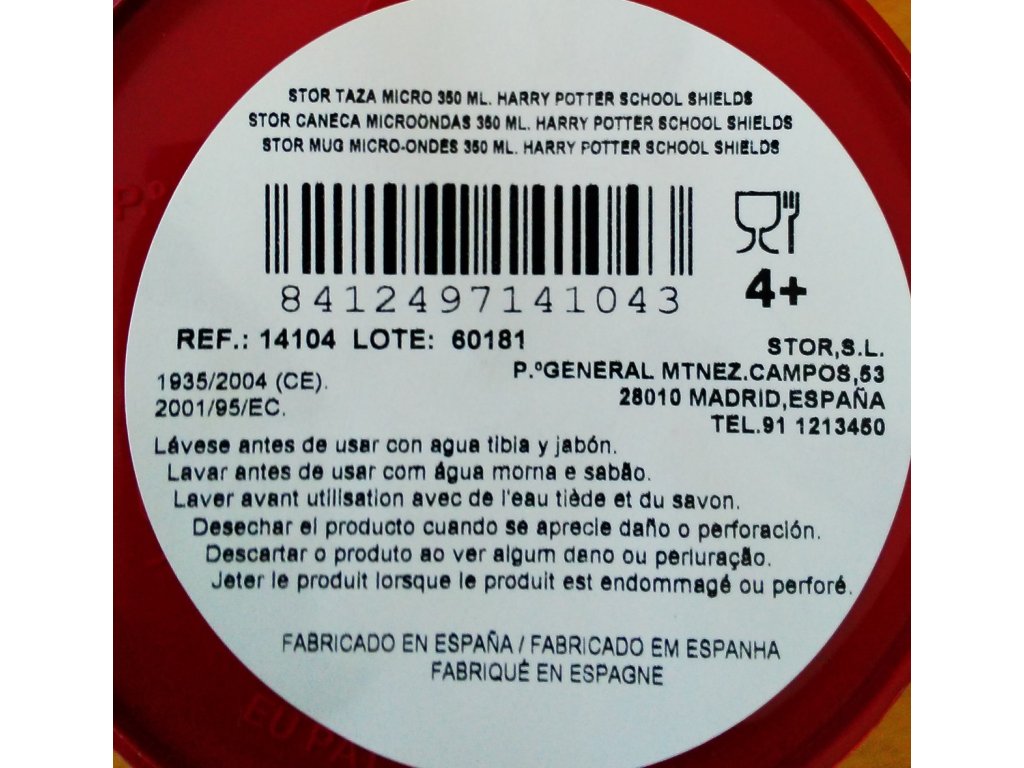 STOR TAZA MICRO 350 ML. HARRY POTTER SCHOOL SHIELDS
STOR CANECA MICROONDAS 350 ML. HARRY POTTER SCHOOL SHIELDS
STOR MUG MICRO-ONDES 350 ML. HARRY POTTER SCHOOL SHIELDS
8412497141043
4+
REF.: 14104 LOTE: 60181
1935/2004 (CE).
2001/95/EC.
STOR,S.L.
P.ºGENERAL MTNEZ.CAMPOS,53
28010 MADRID,ESPAÑA
TEL.91 1213450
Lávese antes de usar con agua tibia y jabón.
Lavar antes de usar com água morna e sabão.
Laver avant utilisation avec de l'eau tiède et du savon.
Desechar el producto cuando se aprecie daño o perforación.
Descartar o produto ao ver algum dano ou perluração.
Jeter le produit lorsque le produit est endommagé ou perforé.
FABRICADO EN ESPAÑA / FABRICADO EM ESPANHA
FABRIQUÉ EN ESPAGNE